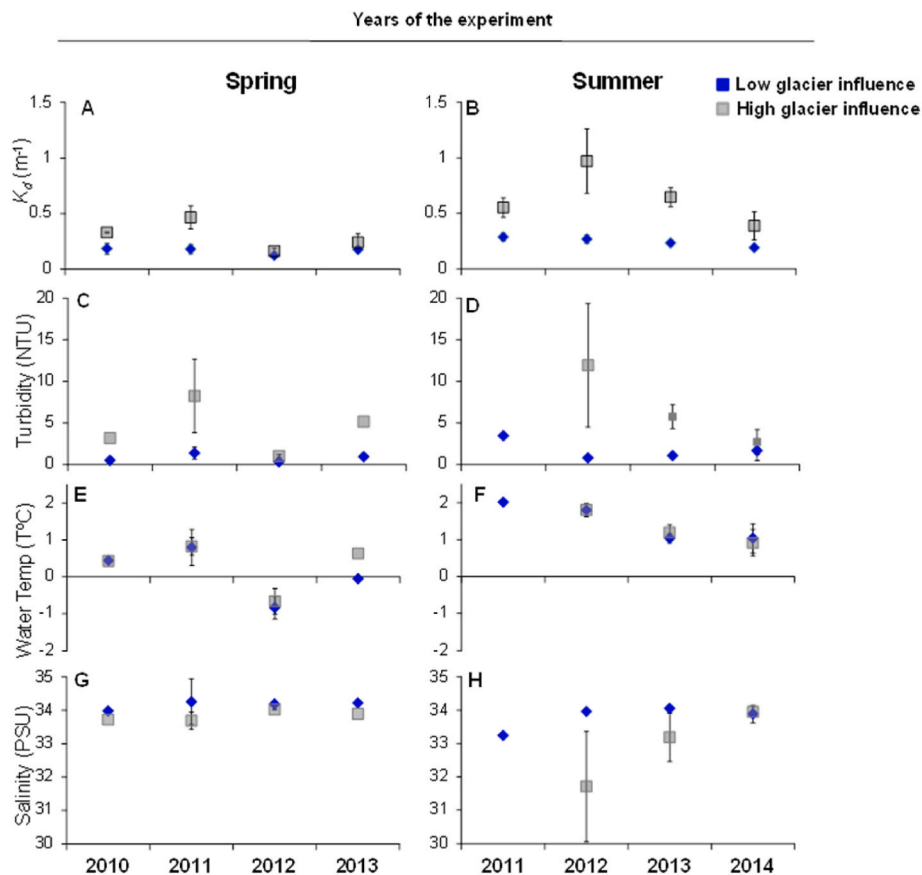 Years of the experiment
Spring
Summer
Low glacier influence
High glacier influence
A
B
K_d (m⁻¹)
1.5
1
0.5
0
1.5
1
0.5
0
C
D
Turbidity (NTU)
20
15
10
5
0
20
15
10
5
0
E
F
Water Temp (TºC)
2
1
0
-1
-2
2
1
0
-1
-2
G
H
Salinity (PSU)
35
34
33
32
31
30
35
34
33
32
31
30
2010 2011 2012 2013
2011 2012 2013 2014